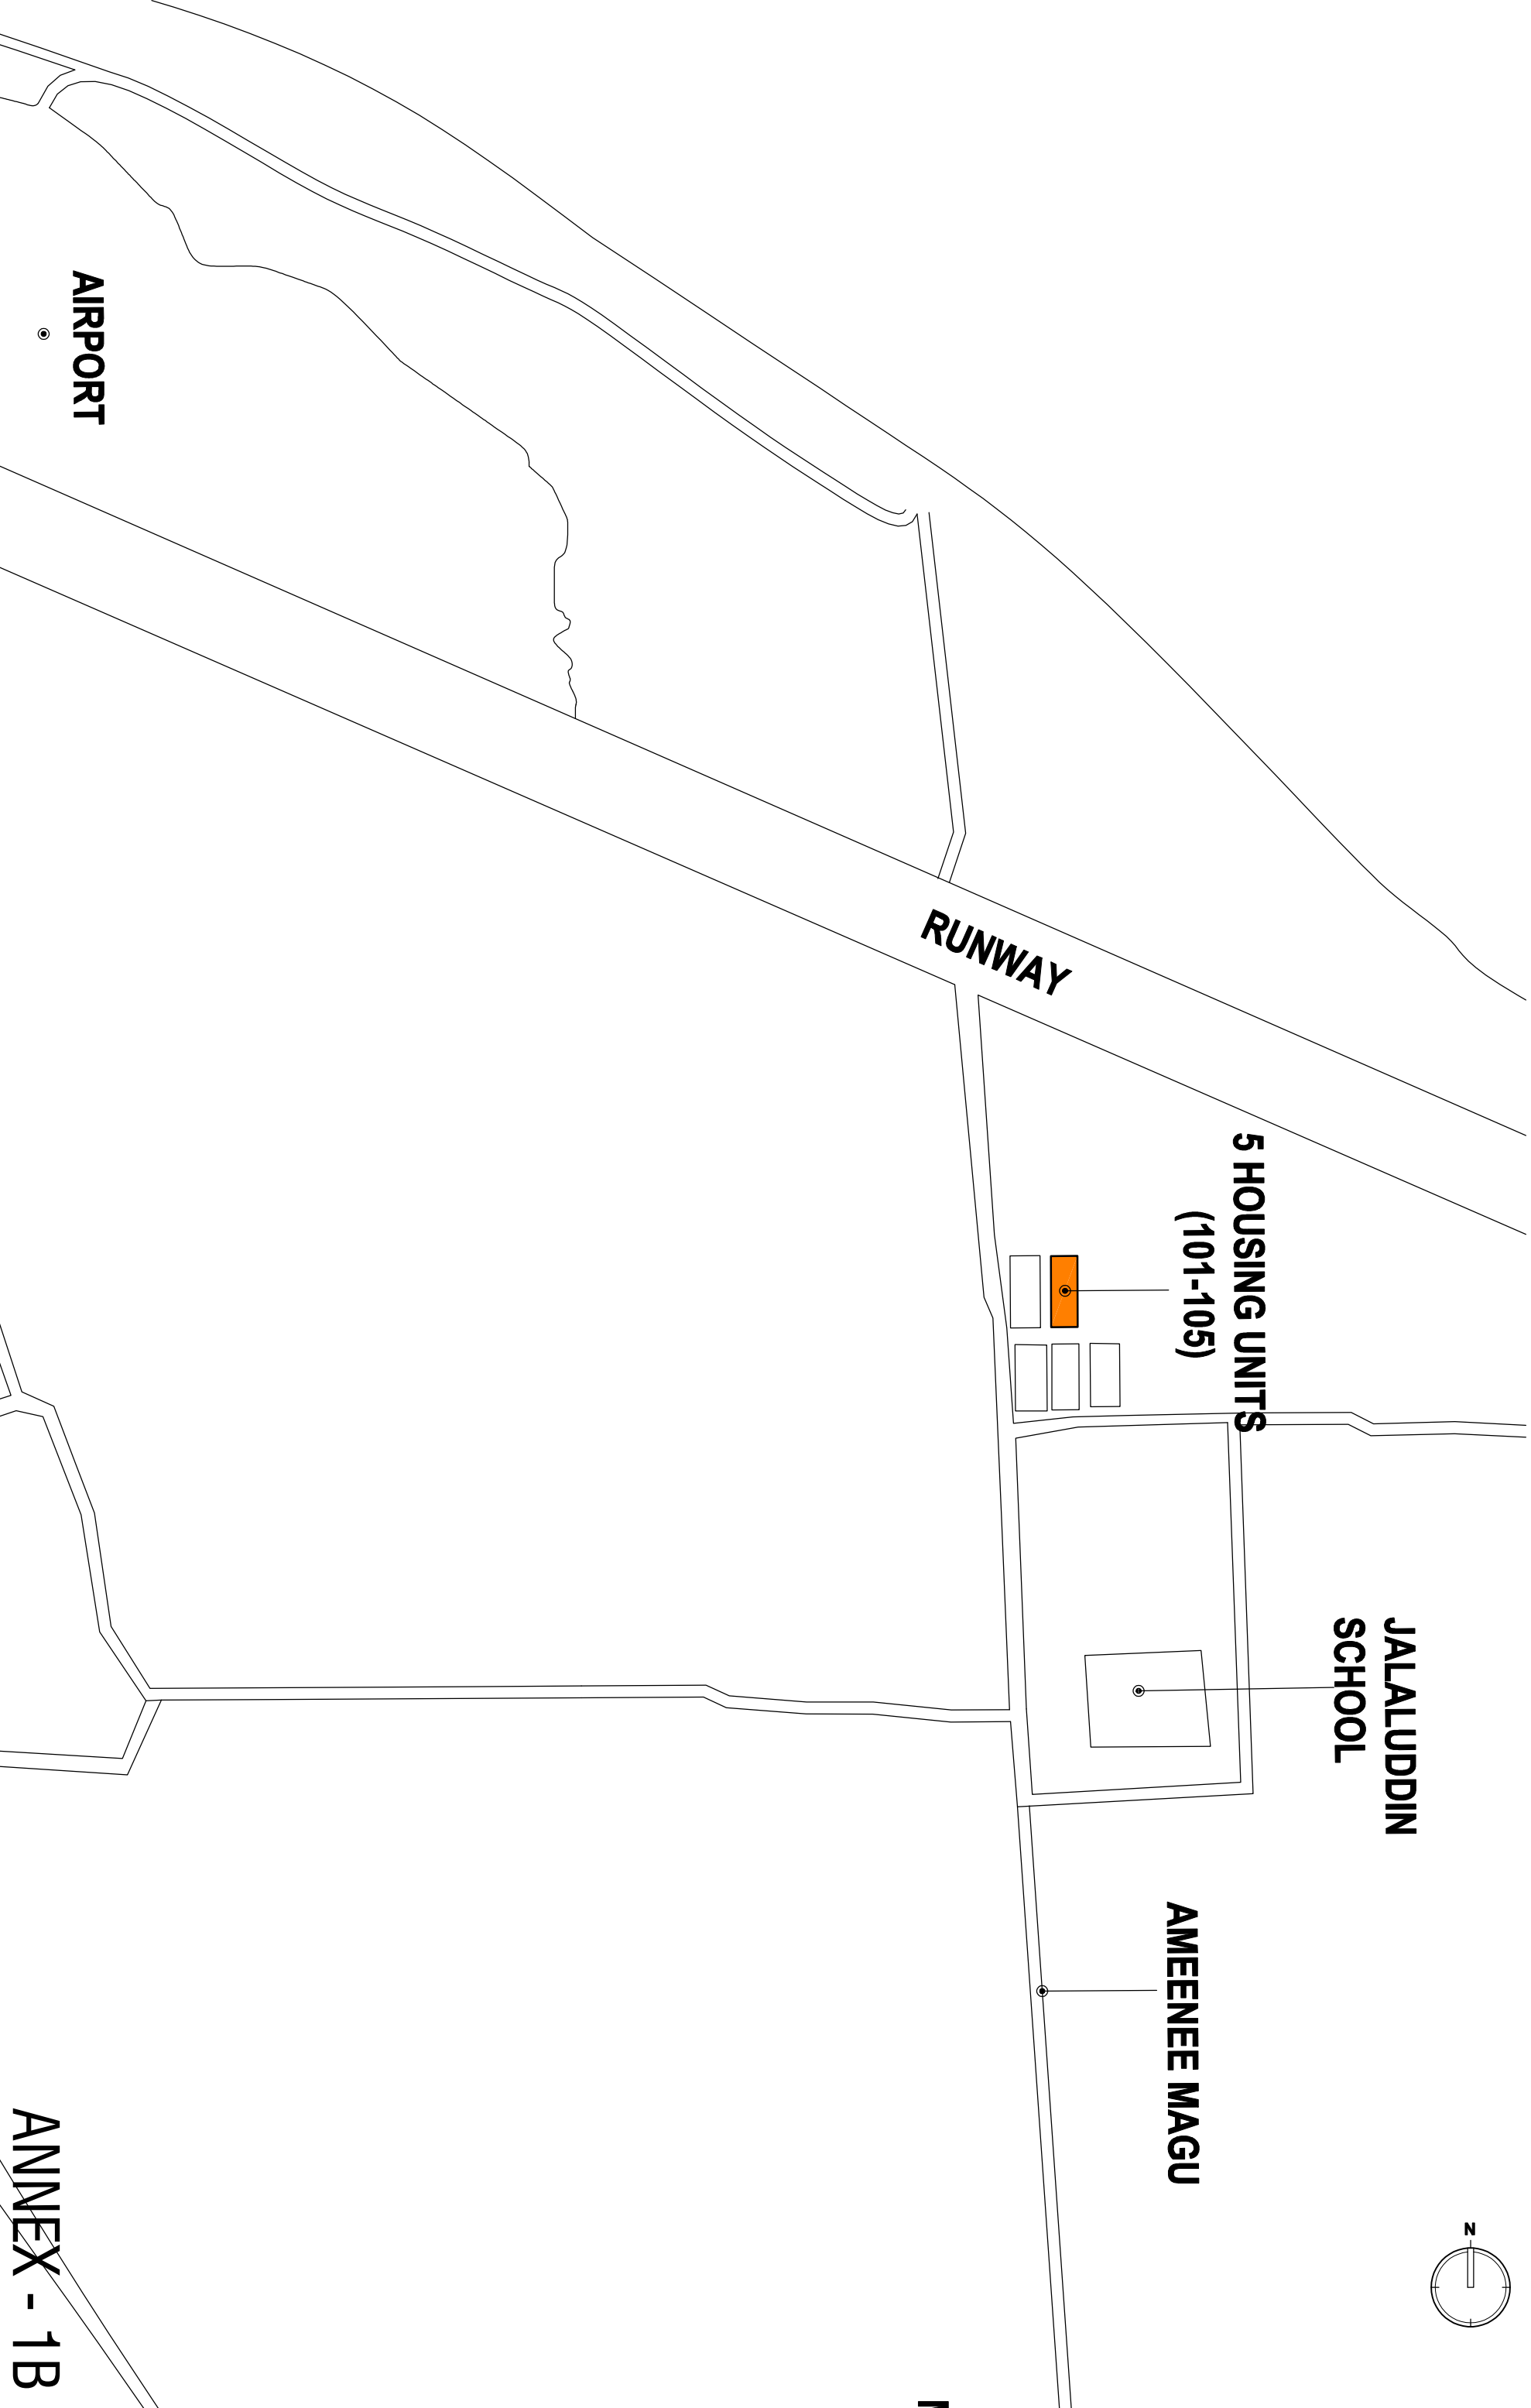 AIRPORT
RUNWAY
5 HOUSING UNITS
(101-105)
JALALUDDIN
SCHOOL
AMEENEE MAGU
N
ANNEX - 1B